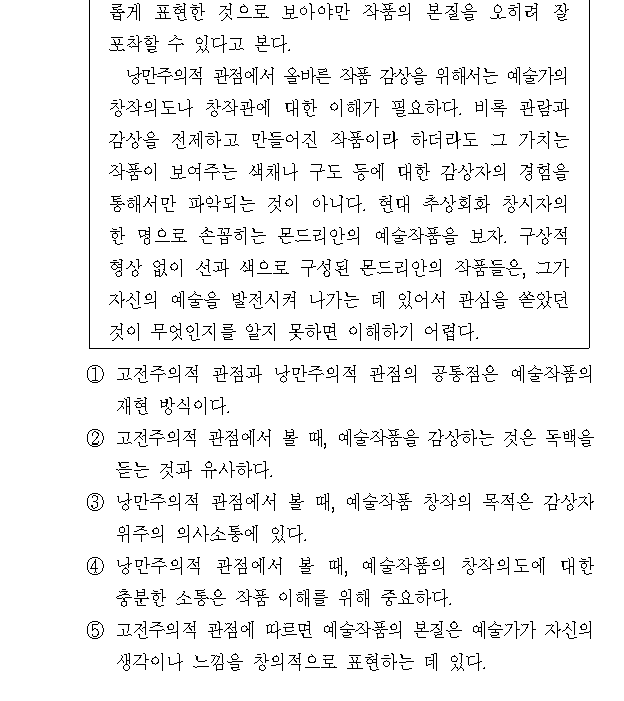 롭게 표현한 것으로 보아야만 작품의 본질을 오히려 잘
포착할 수 있다고 본다.
낭만주의적 관점에서 올바른 작품 감상을 위해서는 예술가의
창작의도나 창작관에 대한 이해가 필요하다. 비록 관람과
감상을 전제하고 만들어진 작품이라 하더라도 그 가치는
작품이 보여주는 색채나 구도 등에 대한 감상자의 경험을
통해서만 파악되는 것이 아니다. 현대 추상회화 창시자의
한 명으로 손꼽히는 몬드리안의 예술작품을 보자. 구상적
형상 없이 선과 색으로 구성된 몬드리안의 작품들은, 그가
자신의 예술을 발전시켜 나가는 데 있어서 관심을 쏟았던
것이 무엇인지를 알지 못하면 이해하기 어렵다.
① 고전주의적 관점과 낭만주의적 관점의 공통점은 예술작품의
재현 방식이다.
② 고전주의적 관점에서 볼 때, 예술작품을 감상하는 것은 독백을
듣는 것과 유사하다.
③ 낭만주의적 관점에서 볼 때, 예술작품 창작의 목적은 감상자
위주의 의사소통에 있다.
④ 낭만주의적 관점에서 볼 때, 예술작품의 창작의도에 대한
충분한 소통은 작품 이해를 위해 중요하다.
⑤ 고전주의적 관점에 따르면 예술작품의 본질은 예술가가 자신의
생각이나 느낌을 창의적으로 표현하는 데 있다.